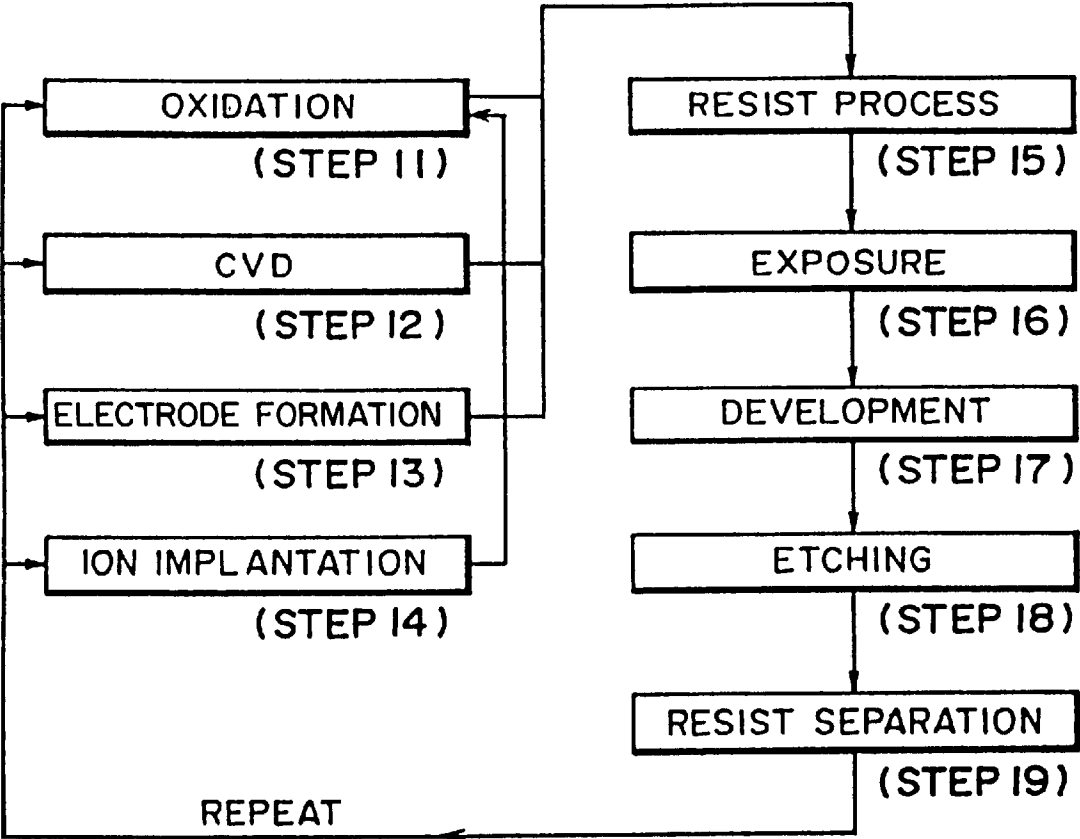 OXIDATION
(STEP 11)
CVD
(STEP 12)
ELECTRODE FORMATION
(STEP 13)
ION IMPLANTATION
(STEP 14)
RESIST PROCESS
(STEP 15)
EXPOSURE
(STEP 16)
DEVELOPMENT
(STEP 17)
ETCHING
(STEP 18)
RESIST SEPARATION
(STEP 19)
REPEAT